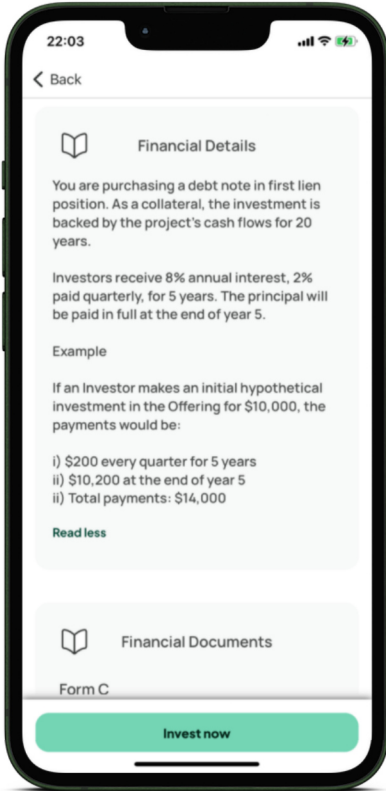 22:03
Back
Financial Details
You are purchasing a debt note in first lien
position. As a collateral, the investment is
backed by the project's cash flows for 20
years.
Investors receive 8% annual interest, 2%
paid quarterly, for 5 years. The principal will
be paid in full at the end of year 5.
Example
If an Investor makes an initial hypothetical
investment in the Offering for $10,000, the
payments would be:
i) $200 every quarter for 5 years
ii) $10,200 at the end of year 5
ii) Total payments: $14,000
Read less
Financial Documents
Form C
Invest now